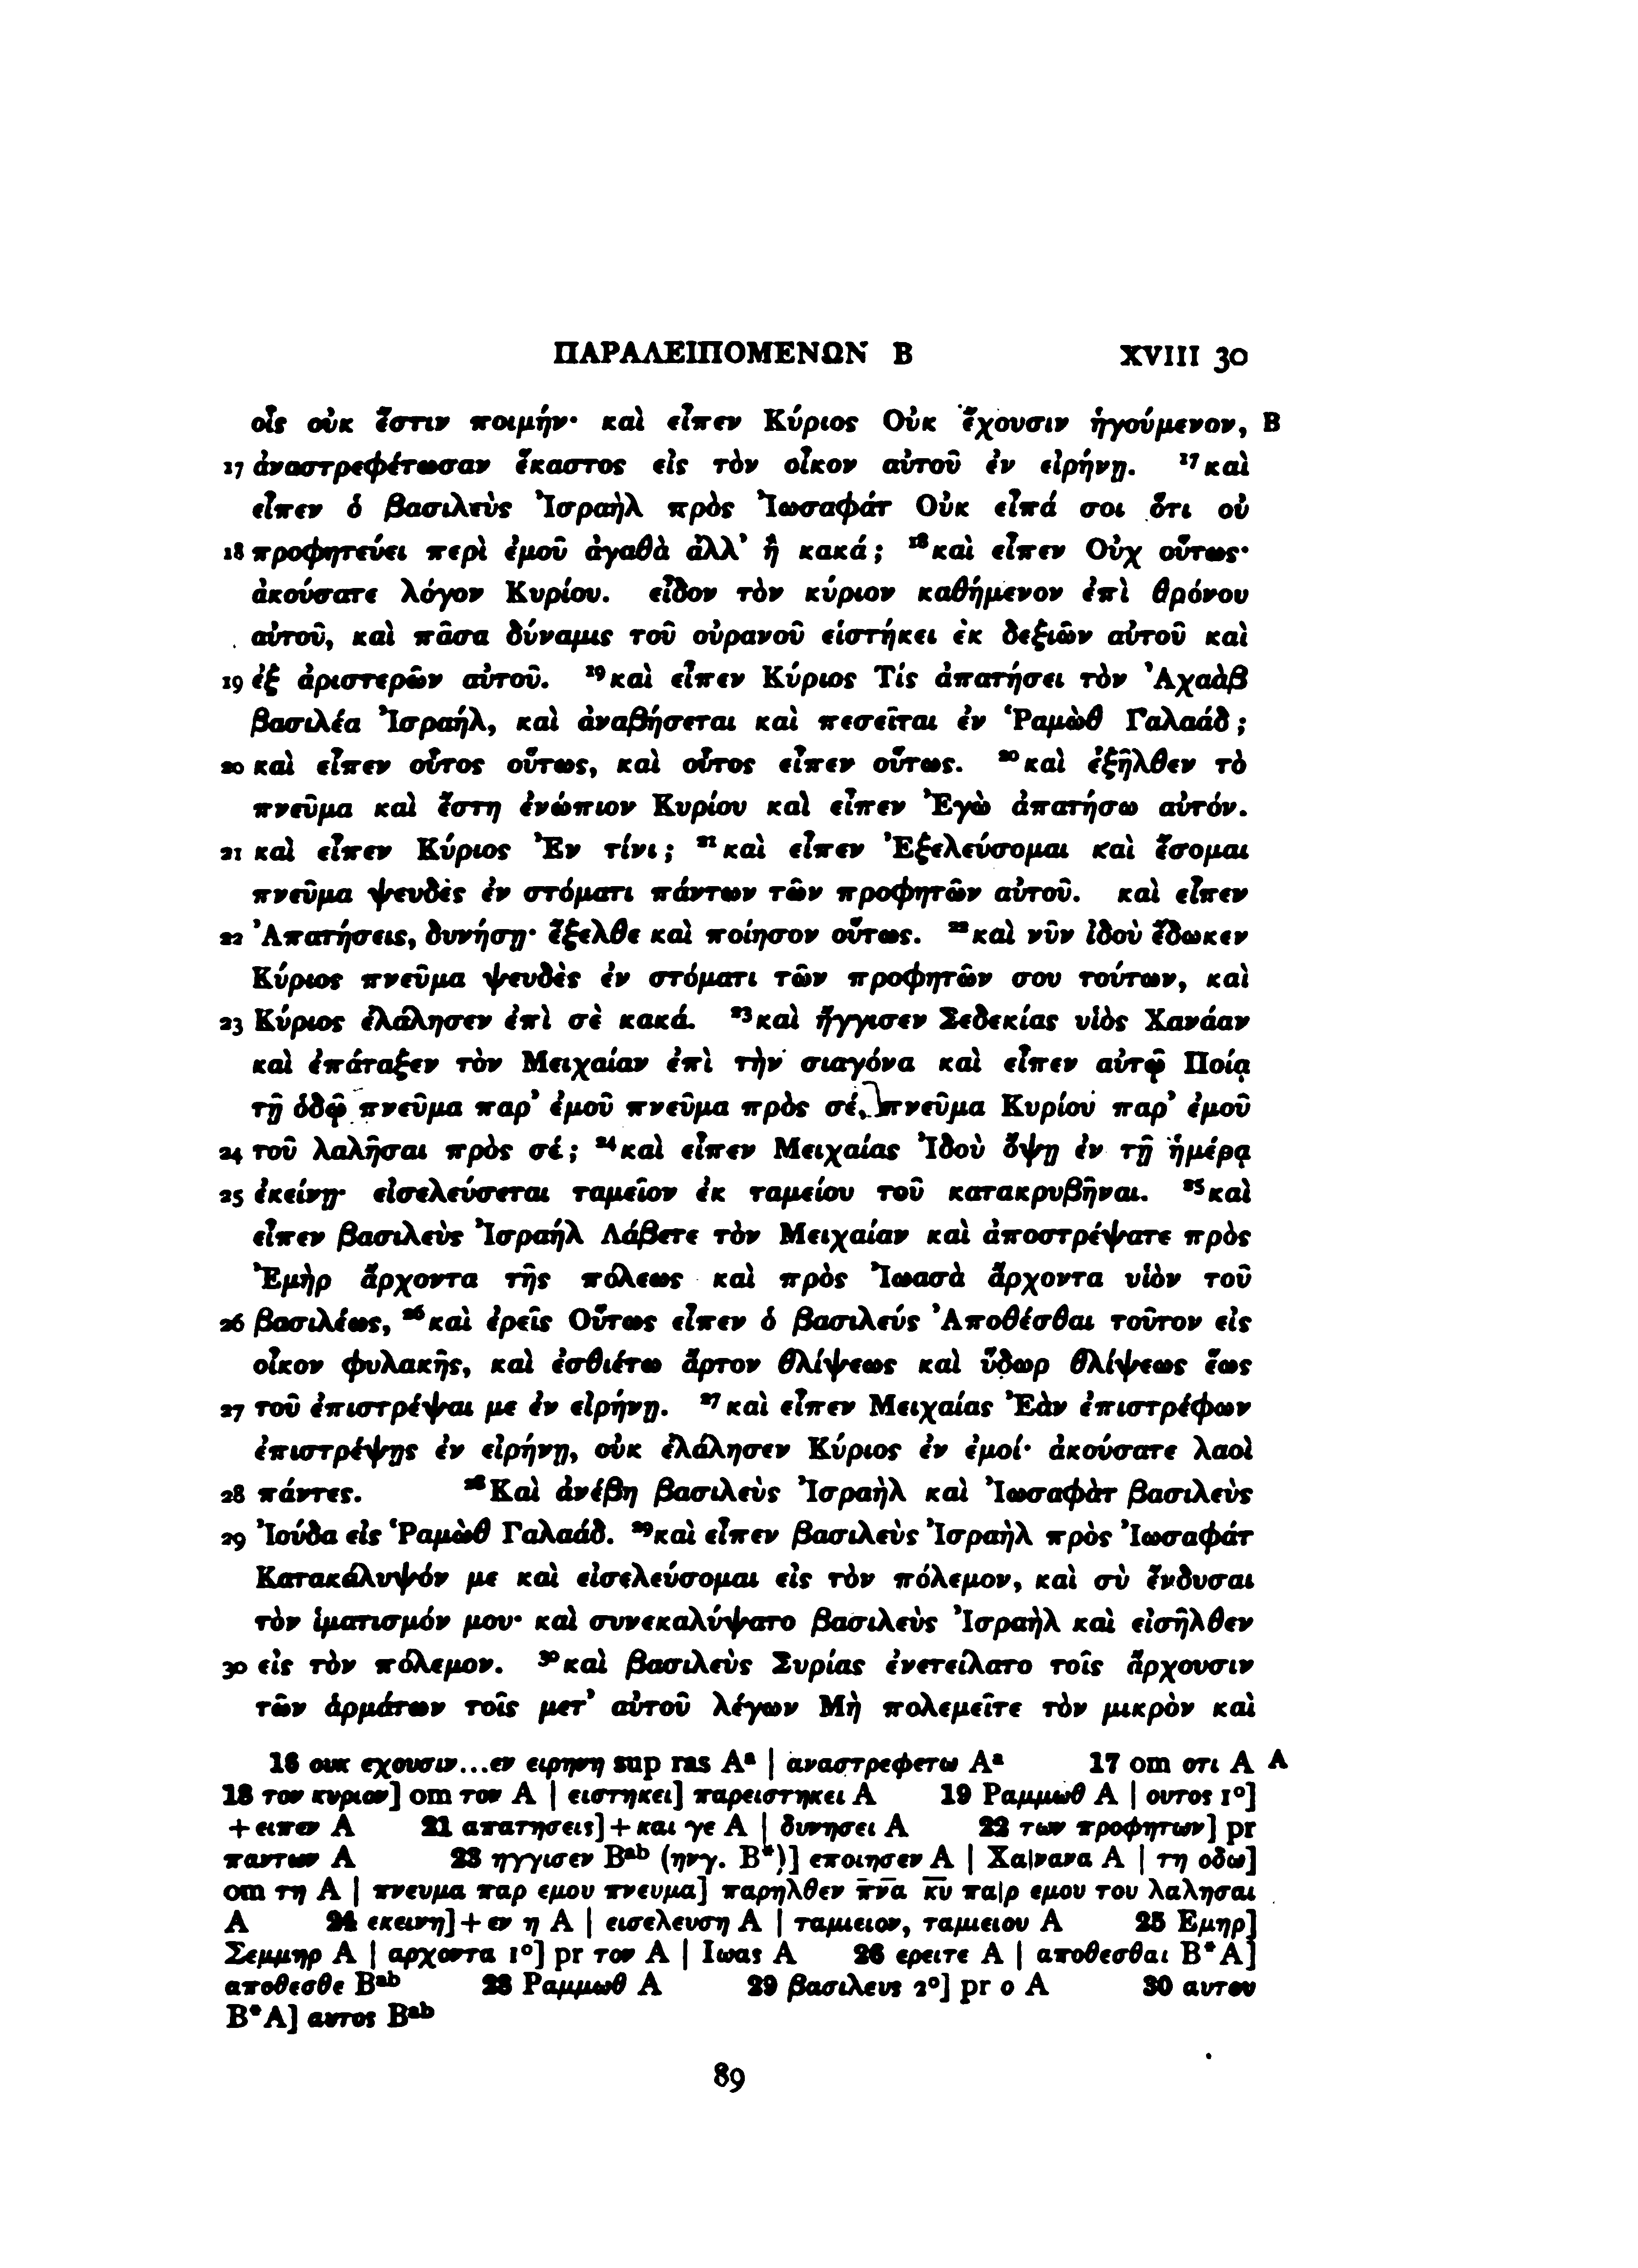 ΠΑΡΑΛΕΙΠΟΜΕΝΩΝ Β XVIII 30
οἷς οὐκ ἔστιν ποιμήν· καὶ εἶπεν Κύριος Οὐκ ἔχουσιν ἡγούμενον, B
17 ἀναστρεφέτωσαν ἕκαστος εἰς τὸν οἶκον αὐτοῦ ἐν εἰρήνῃ. ¹⁷καὶ
εἶπεν ὁ βασιλεὺς Ἰσραὴλ πρὸς Ἰωσαφάτ Οὐκ εἶπά σοι ὅτι οὐ
18 προφητεύει περὶ ἐμοῦ ἀγαθὰ ἀλλ’ ἢ κακά; ¹⁸καὶ εἶπεν Οὐχ οὕτως·
ἀκούσατε λόγον Κυρίου. εἶδον τὸν κύριον καθήμενον ἐπὶ θρόνου
αὐτοῦ, καὶ πᾶσα δύναμις τοῦ οὐρανοῦ εἱστήκει ἐκ δεξιῶν αὐτοῦ καὶ
19 ἐξ ἀριστερῶν αὐτοῦ. ¹⁹καὶ εἶπεν Κύριος Τίς ἀπατήσει τὸν Ἀχαὰβ
βασιλέα Ἰσραήλ, καὶ ἀναβήσεται καὶ πεσεῖται ἐν Ῥαμὼθ Γαλαάδ;
20 καὶ εἶπεν οὗτος οὕτως, καὶ οὗτος εἶπεν οὕτως. ²⁰καὶ ἐξῆλθεν τὸ
πνεῦμα καὶ ἔστη ἐνώπιον Κυρίου καὶ εἶπεν Ἐγὼ ἀπατήσω αὐτόν.
21 καὶ εἶπεν Κύριος Ἐν τίνι; ²¹καὶ εἶπεν Ἐξελεύσομαι καὶ ἔσομαι
πνεῦμα ψευδὲς ἐν στόματι πάντων τῶν προφητῶν αὐτοῦ. καὶ εἶπεν
22 Ἀπατήσεις, δυνήσῃ· ἔξελθε καὶ ποίησον οὕτως. ²²καὶ νῦν ἰδοὺ ἔδωκεν
Κύριος πνεῦμα ψευδὲς ἐν στόματι τῶν προφητῶν σου τούτων, καὶ
23 Κύριος ἐλάλησεν ἐπὶ σὲ κακά. ²³καὶ ἤγγισεν Σεδεκίας υἱὸς Χανάαν
καὶ ἐπάταξεν τὸν Μειχαίαν ἐπὶ τὴν σιαγόνα καὶ εἶπεν αὐτῷ Ποίᾳ
τῇ ὁδῷ πνεῦμα παρ’ ἐμοῦ πνεῦμα πρὸς σέ, πνεῦμα Κυρίου παρ’ ἐμοῦ
24 τοῦ λαλῆσαι πρὸς σέ; ²⁴καὶ εἶπεν Μειχαίας Ἰδοὺ ὄψῃ ἐν τῇ ἡμέρᾳ
25 ἐκείνῃ· εἰσελεύσεται ταμεῖον ἐκ ταμείου τοῦ κατακρυβῆναι. ²⁵καὶ
εἶπεν βασιλεὺς Ἰσραήλ Λάβετε τὸν Μειχαίαν καὶ ἀποστρέψατε πρὸς
Ἐμὴρ ἄρχοντα τῆς πόλεως καὶ πρὸς Ἰωασὰ ἄρχοντα υἱὸν τοῦ
26 βασιλέως, ²⁶καὶ ἐρεῖς Οὕτως εἶπεν ὁ βασιλεύς Ἀποθέσθαι τοῦτον εἰς
οἶκον φυλακῆς, καὶ ἐσθιέτω ἄρτον θλίψεως καὶ ὕδωρ θλίψεως ἕως
27 τοῦ ἐπιστρέψαι με ἐν εἰρήνῃ. ²⁷καὶ εἶπεν Μειχαίας Ἐὰν ἐπιστρέφων
ἐπιστρέψῃς ἐν εἰρήνῃ, οὐκ ἐλάλησεν Κύριος ἐν ἐμοί· ἀκούσατε λαοὶ
28 πάντες. ²⁸Καὶ ἀνέβη βασιλεὺς Ἰσραὴλ καὶ Ἰωσαφὰτ βασιλεὺς
29 Ἰούδα εἰς Ῥαμὼθ Γαλαάδ. ²⁹καὶ εἶπεν βασιλεὺς Ἰσραὴλ πρὸς Ἰωσαφάτ
Κατακάλυψόν με καὶ εἰσελεύσομαι εἰς τὸν πόλεμον, καὶ σὺ ἔνδυσαι
τὸν ἱματισμόν μου· καὶ συνεκαλύψατο βασιλεὺς Ἰσραὴλ καὶ εἰσῆλθεν
30 εἰς τὸν πόλεμον. ³⁰καὶ βασιλεὺς Συρίας ἐνετείλατο τοῖς ἄρχουσιν
τῶν ἁρμάτων τοῖς μετ’ αὐτοῦ λέγων Μὴ πολεμεῖτε τὸν μικρὸν καὶ
16 ουκ εχουσιν...εν ειρηνη sup ras Aᵃ | αναστρεφετω Aᵃ 17 om οτι A A
18 τον κυριον] om τον A | ειστηκει] παρειστηκει A 19 Ραμμωθ A | ουτος 1°]
+ ειπεν A 21 απατησεις] + και γε A | δυνησει A 22 των προφητων] pr
παντων A 23 ηγγισεν Bᵃᵇ (ηνγ. B*)] εποιησεν A | Χα|νανα A | τη οδω]
om τη A | πνευμα παρ εμου πνευμα] παρηλθεν π̅ν̅α̅ κ̅υ̅ πα|ρ εμου του λαλησαι
A 24 εκεινη] + εν η A | εισελευση A | ταμιειον, ταμιειου A 25 Εμηρ]
Σεμμηρ A | αρχοντα 1°] pr τον A | Ιωας A 26 ερειτε A | αποθεσθαι B*A]
αποθεσθε Bᵃᵇ 28 Ραμμωθ A 29 βασιλευς 2°] pr ο A 30 αυτου
B*A] αυτος Bᵃᵇ
89